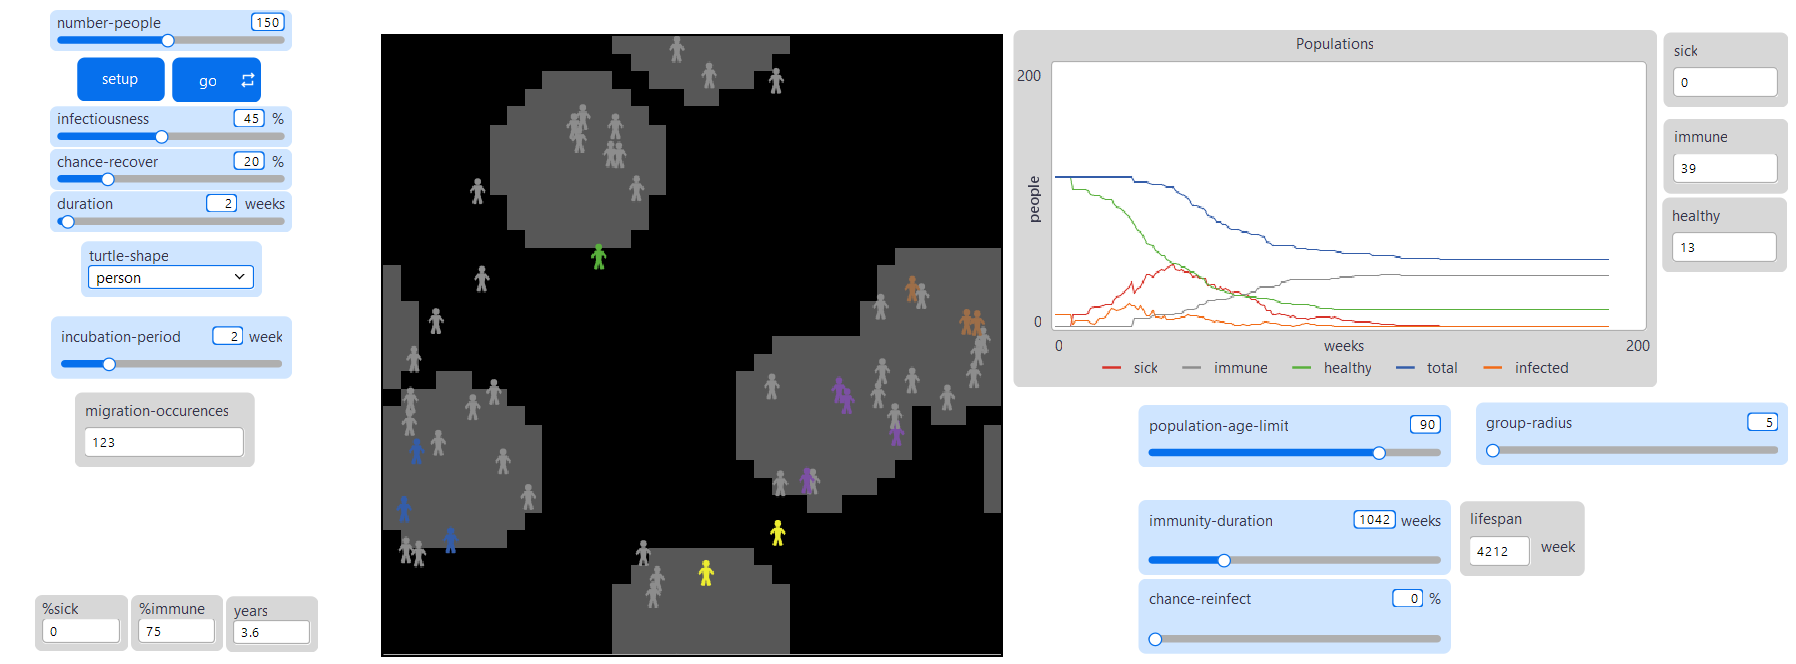 number-people 150
setup
go
infectiousness 45 %
chance-recover 20 %
duration 2 weeks
turtle-shape
person
incubation-period 2 week
migration-occurences
123
%sick
0
%immune
75
years
3.6
Populations
200
people
0
0 weeks 200
sick immune healthy total infected
sick
0
immune
39
healthy
13
population-age-limit 90
group-radius 5
immunity-duration 1042 weeks
lifespan
4212 week
chance-reinfect 0 %